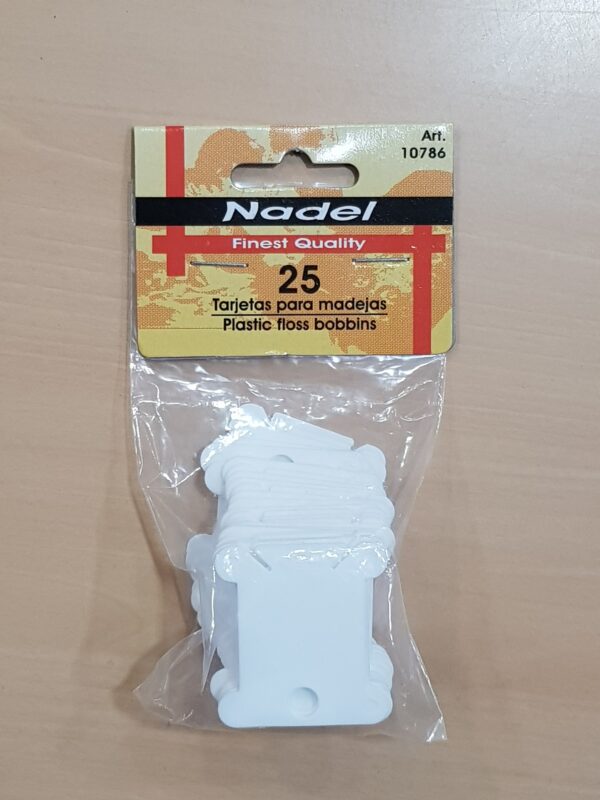 Art.
10786
Nadel
Finest Quality
25
Tarjetas para madejas
Plastic floss bobbins